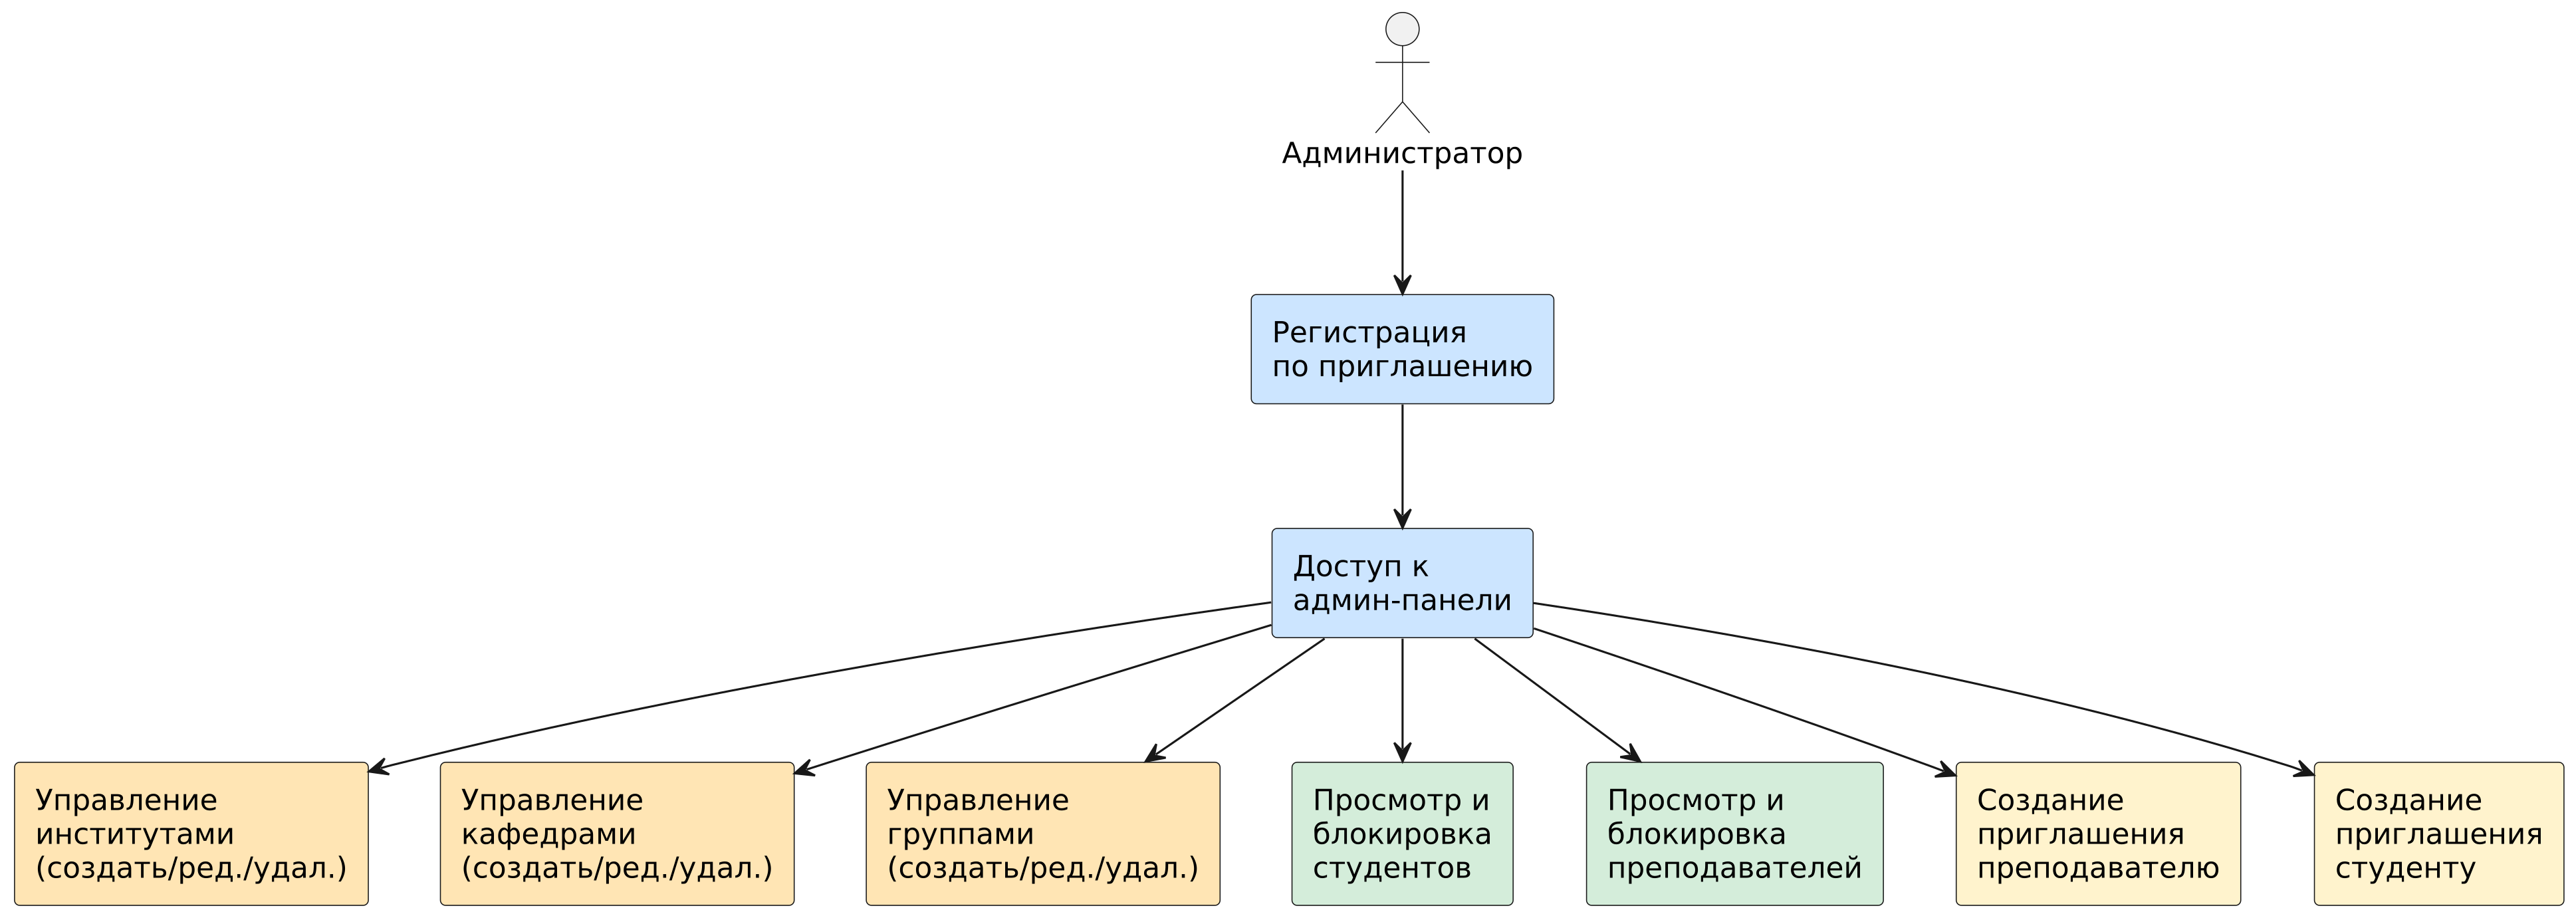 Администратор
Регистрация
по приглашению
Доступ к
админ-панели
Управление
институтами
(создать/ред./удал.)
Управление
кафедрами
(создать/ред./удал.)
Управление
группами
(создать/ред./удал.)
Просмотр и
блокировка
студентов
Просмотр и
блокировка
преподавателей
Создание
приглашения
преподавателю
Создание
приглашения
студенту